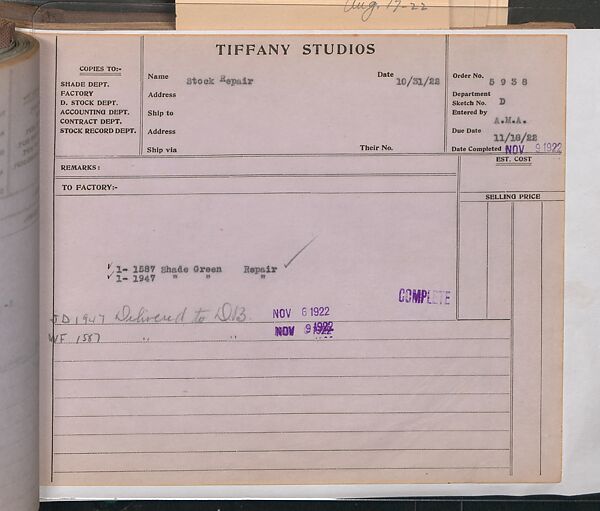 Aug. 17-22
TIFFANY STUDIOS
COPIES TO:-
SHADE DEPT.
FACTORY
D. STOCK DEPT.
ACCOUNTING DEPT.
CONTRACT DEPT.
STOCK RECORD DEPT.
Name Stock Repair Date 10/31/22
Address
Ship to
Address
Ship via Their No.
Order No. 5938
Department
Sketch No. D
Entered by A.M.A.
Due Date 11/16/22
Date Completed NOV 9 1922
REMARKS:
EST. COST
TO FACTORY:-
SELLING PRICE
✓ 1- 1587 Shade Green Repair ✓
✓ 1- 1947 " " "
COMPLETE
JD 1947 Delivered to D.B. NOV 6 1922
WF 1587 " " NOV 9 1922